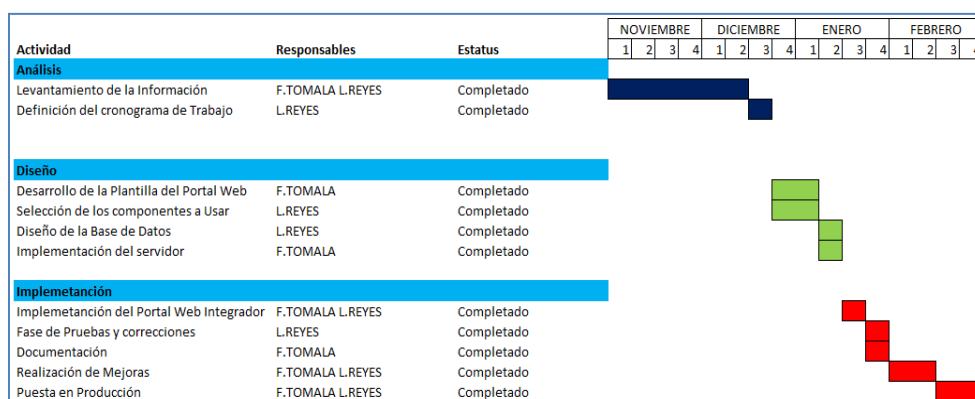 NOVIEMBRE DICIEMBRE ENERO FEBRERO
Actividad Responsables Estatus 1 2 3 4 1 2 3 4 1 2 3 4 1 2 3 4
Análisis
Levantamiento de la Información F.TOMALA L.REYES Completado
Definición del cronograma de Trabajo L.REYES Completado
Diseño
Desarrollo de la Plantilla del Portal Web F.TOMALA Completado
Selección de los componentes a Usar L.REYES Completado
Diseño de la Base de Datos L.REYES Completado
Implementación del servidor F.TOMALA Completado
Implemetanción
Implemetanción del Portal Web Integrador F.TOMALA L.REYES Completado
Fase de Pruebas y correcciones L.REYES Completado
Documentación F.TOMALA Completado
Realización de Mejoras F.TOMALA L.REYES Completado
Puesta en Producción F.TOMALA L.REYES Completado